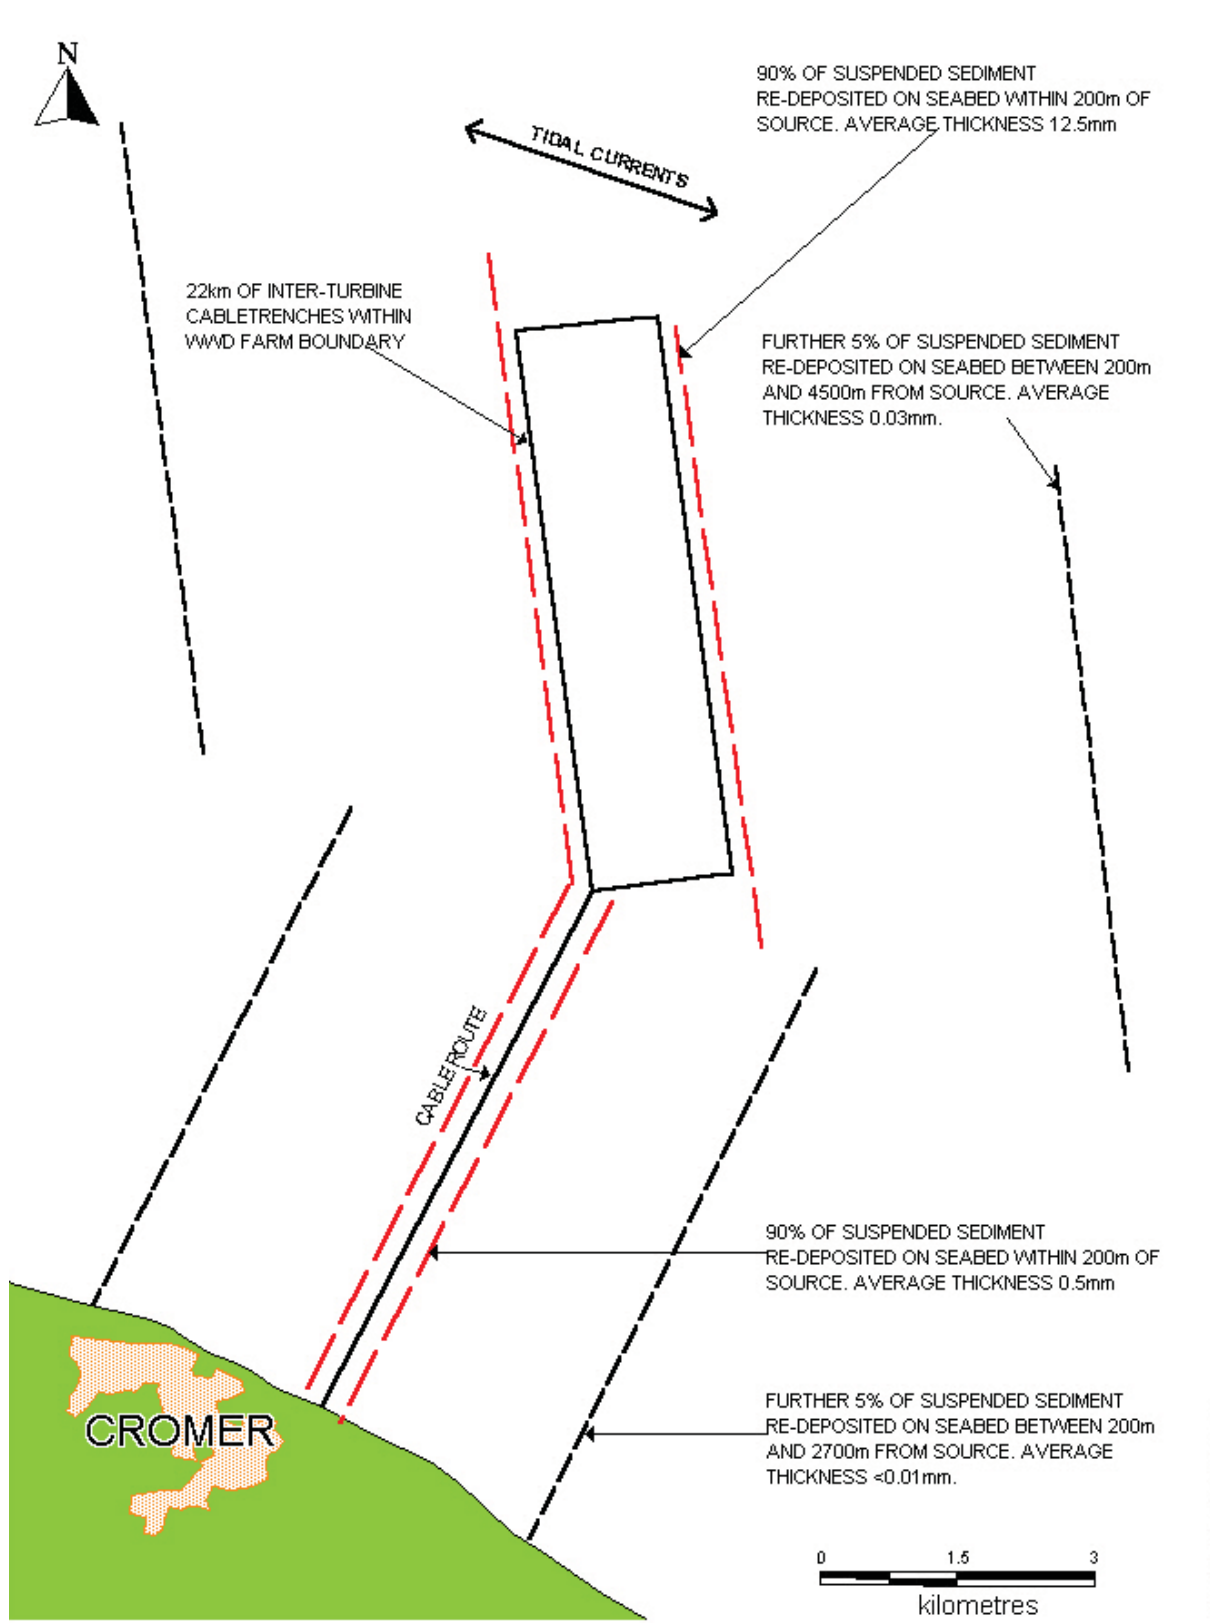 N
90% OF SUSPENDED SEDIMENT
RE-DEPOSITED ON SEABED WITHIN 200m OF
SOURCE. AVERAGE THICKNESS 12.5mm
TIDAL CURRENTS
22km OF INTER-TURBINE
CABLETRENCHES WITHIN
WWD FARM BOUNDARY
FURTHER 5% OF SUSPENDED SEDIMENT
RE-DEPOSITED ON SEABED BETWEEN 200m
AND 4500m FROM SOURCE. AVERAGE
THICKNESS 0.03mm.
CABLE ROUTE
90% OF SUSPENDED SEDIMENT
RE-DEPOSITED ON SEABED WITHIN 200m OF
SOURCE. AVERAGE THICKNESS 0.5mm
FURTHER 5% OF SUSPENDED SEDIMENT
RE-DEPOSITED ON SEABED BETWEEN 200m
AND 2700m FROM SOURCE. AVERAGE
THICKNESS <0.01mm.
CROMER
0 1.5 3
kilometres